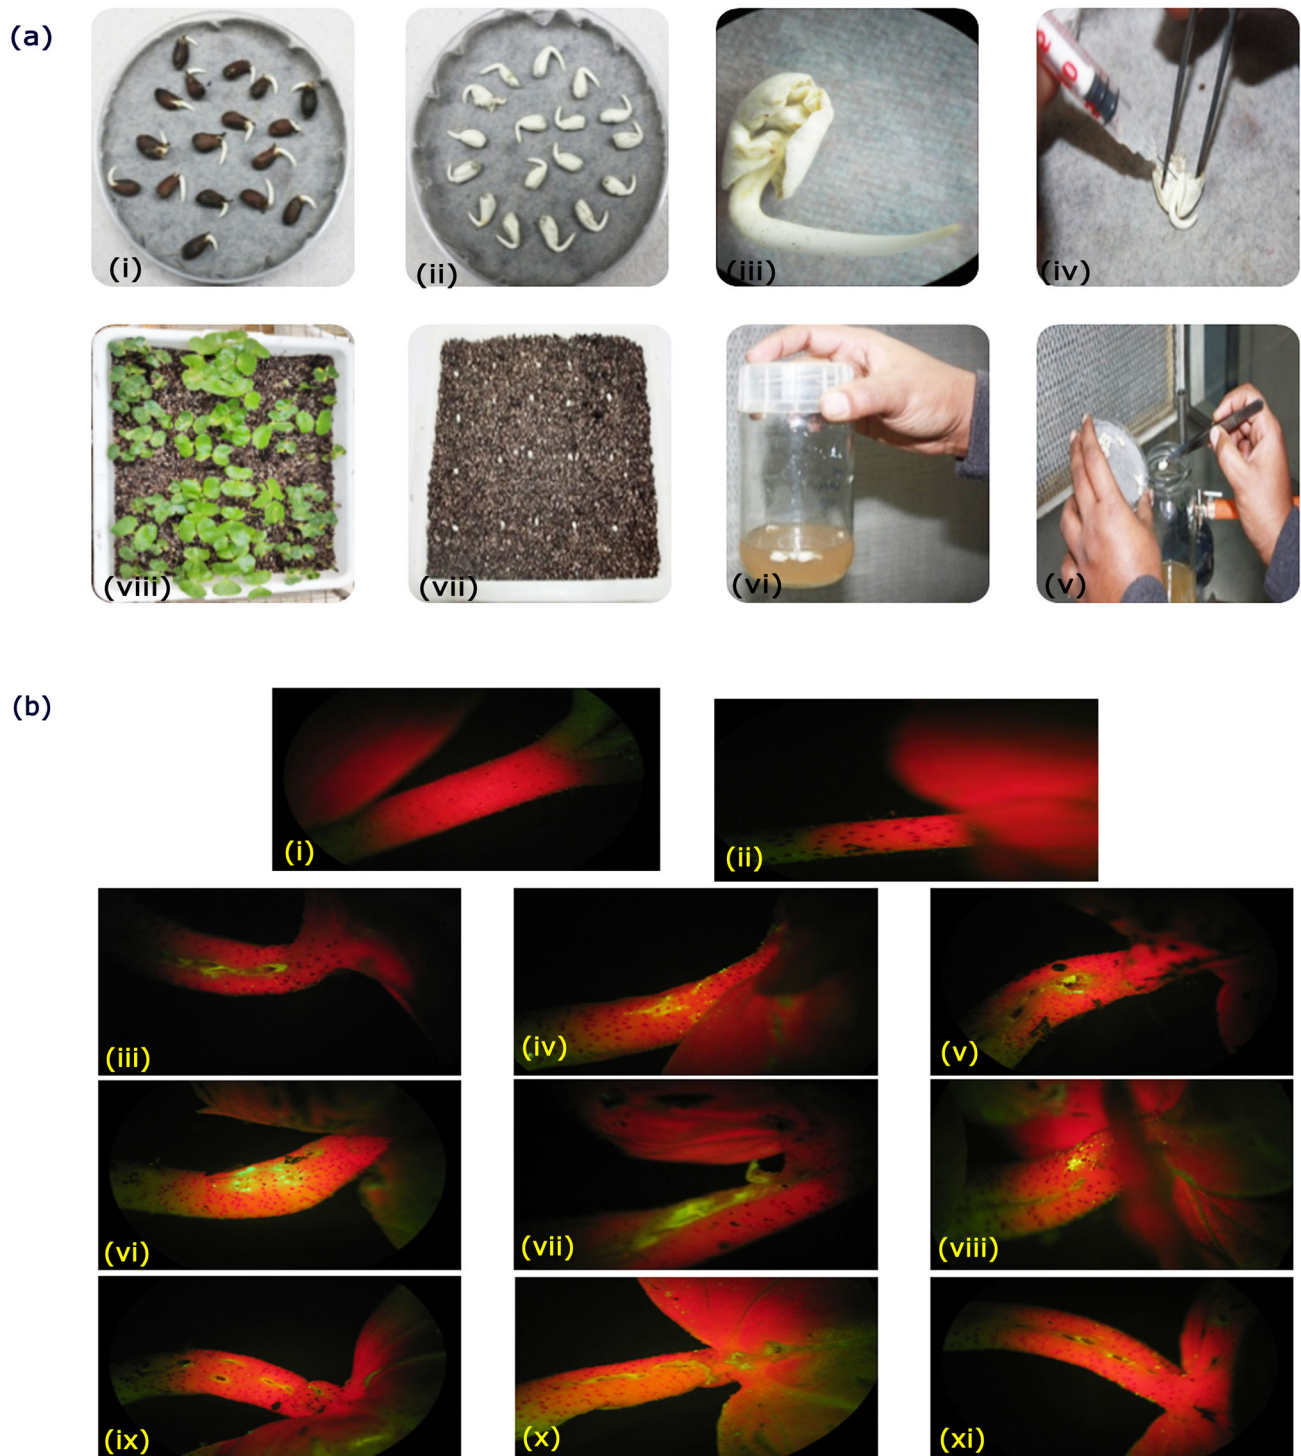 (a)
(i) (ii) (iii) (iv)
(viii) (vii) (vi) (v)
(b)
(i) (ii)
(iii) (iv) (v)
(vi) (vii) (viii)
(ix) (x) (xi)